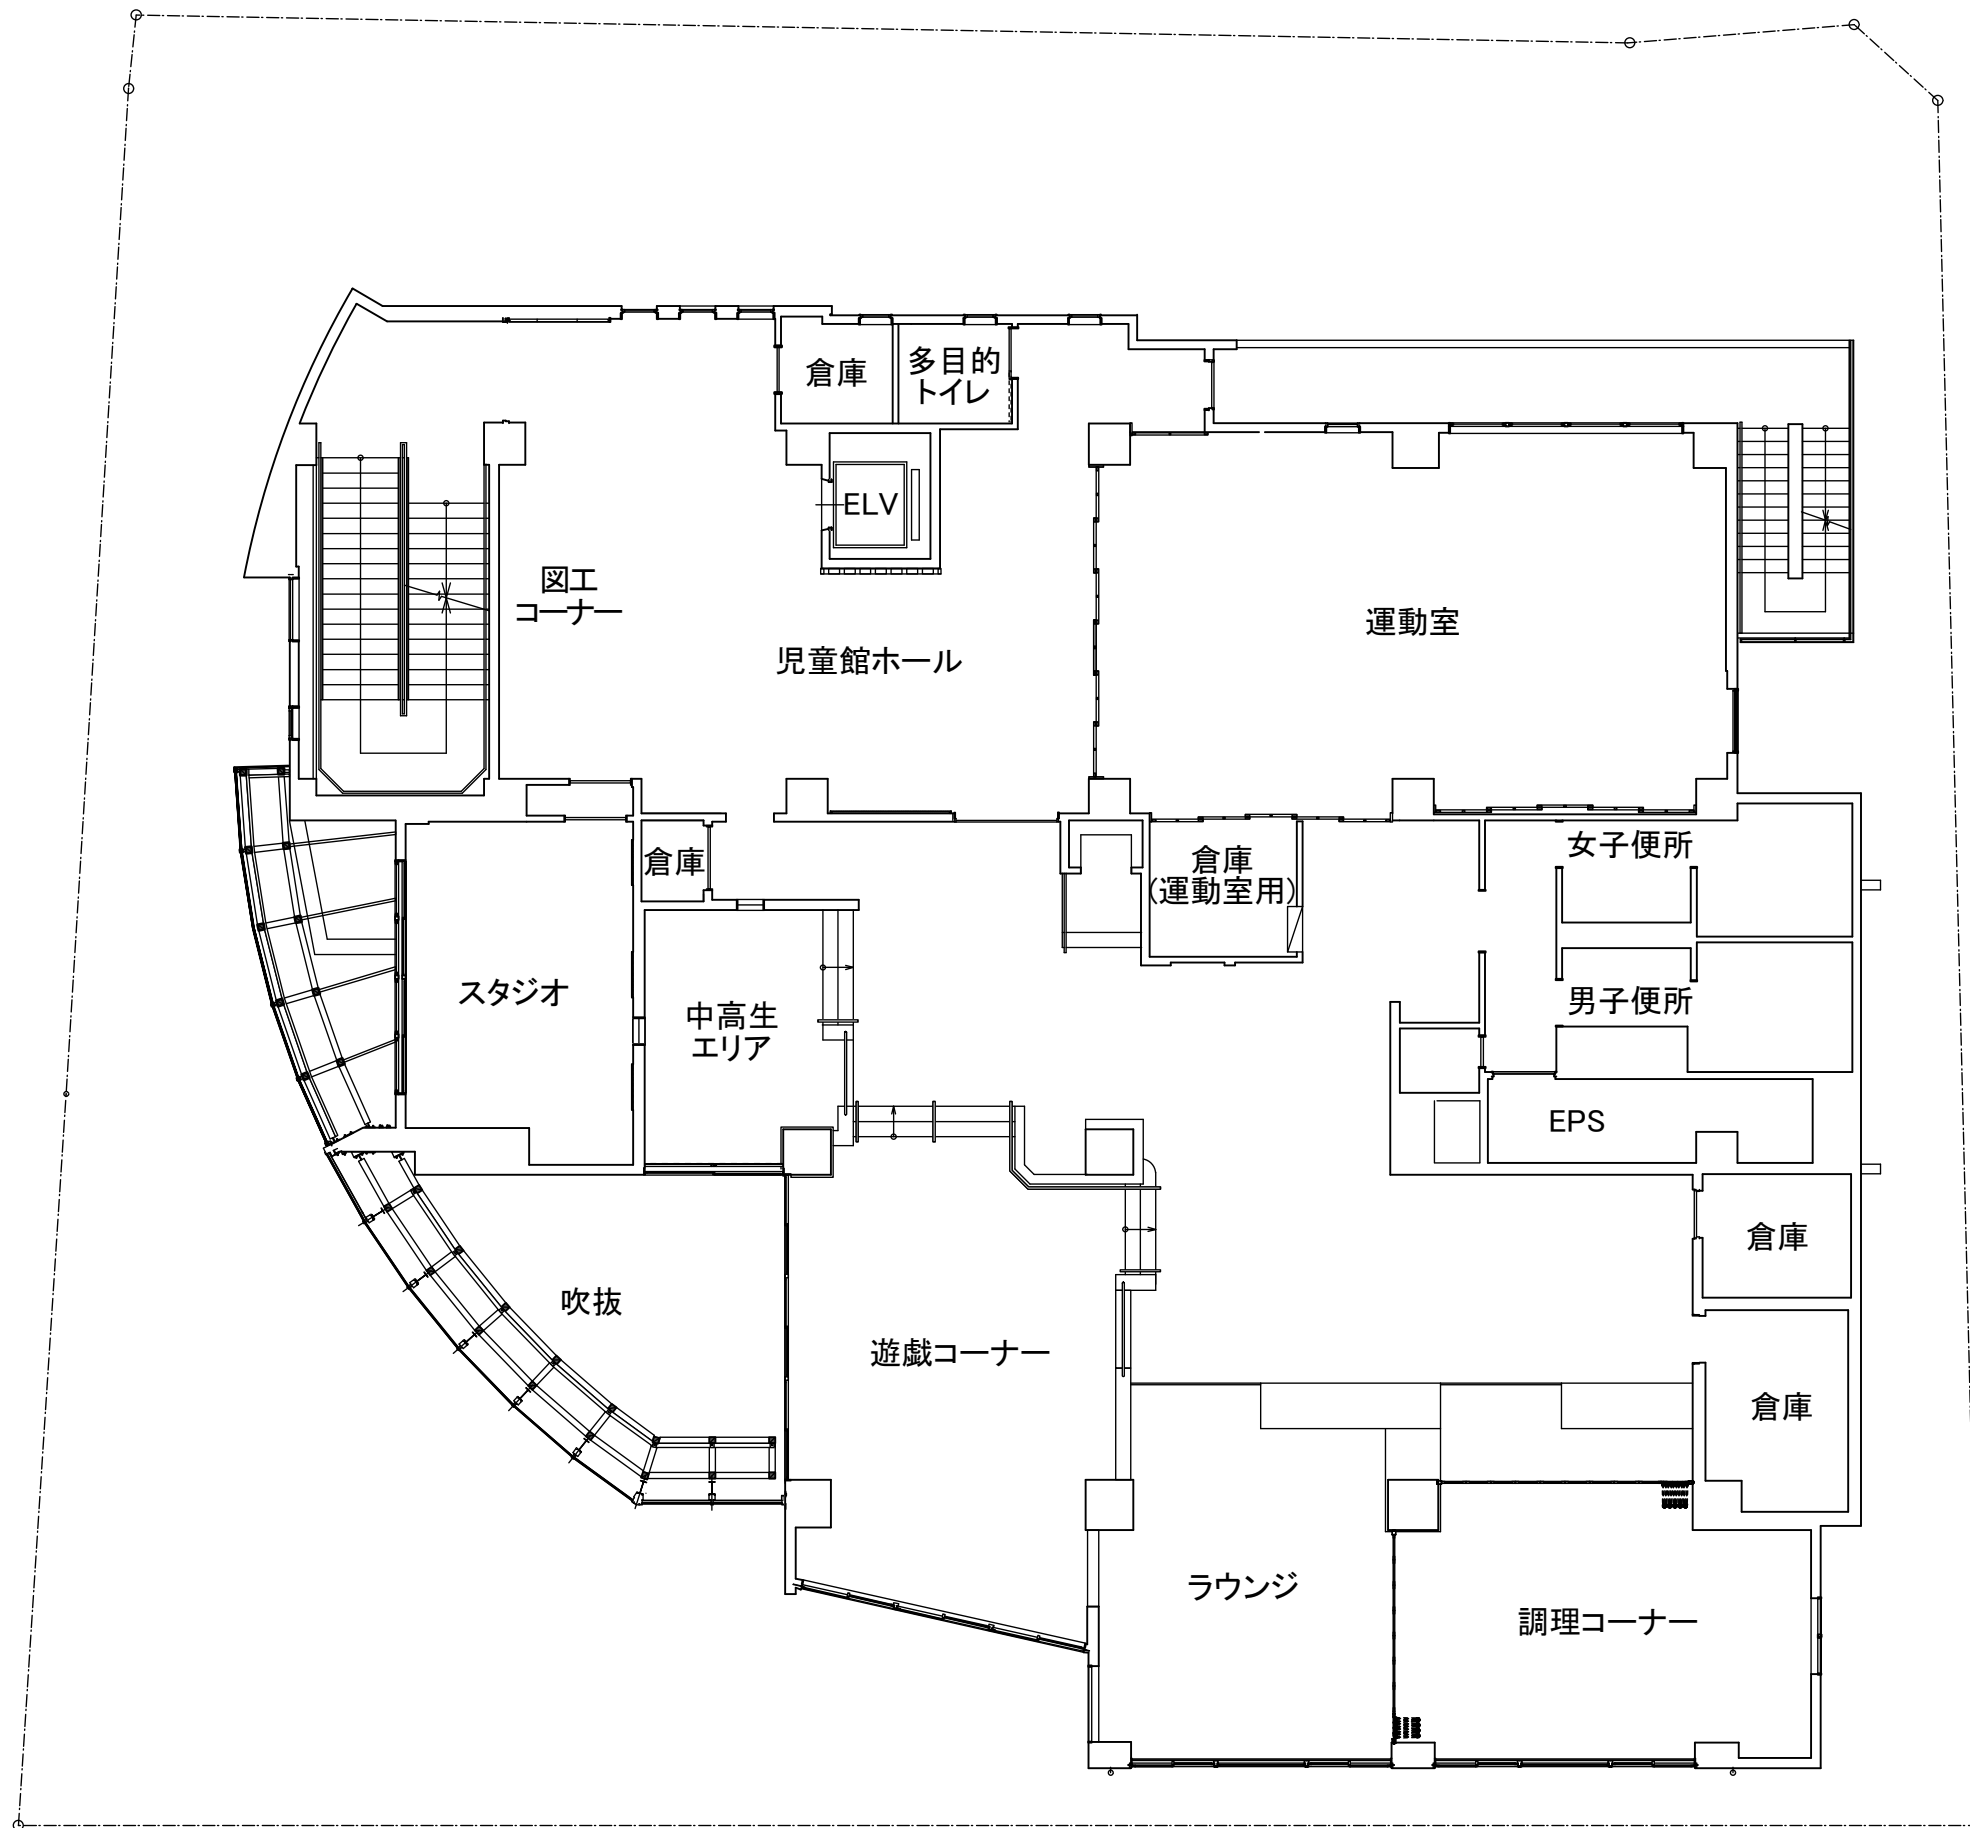 倉庫
多目的
トイレ
ELV
図工
コーナー
児童館ホール
運動室
倉庫
倉庫
(運動室用)
女子便所
スタジオ
中高生
エリア
男子便所
EPS
倉庫
吹抜
遊戯コーナー
倉庫
ラウンジ
調理コーナー